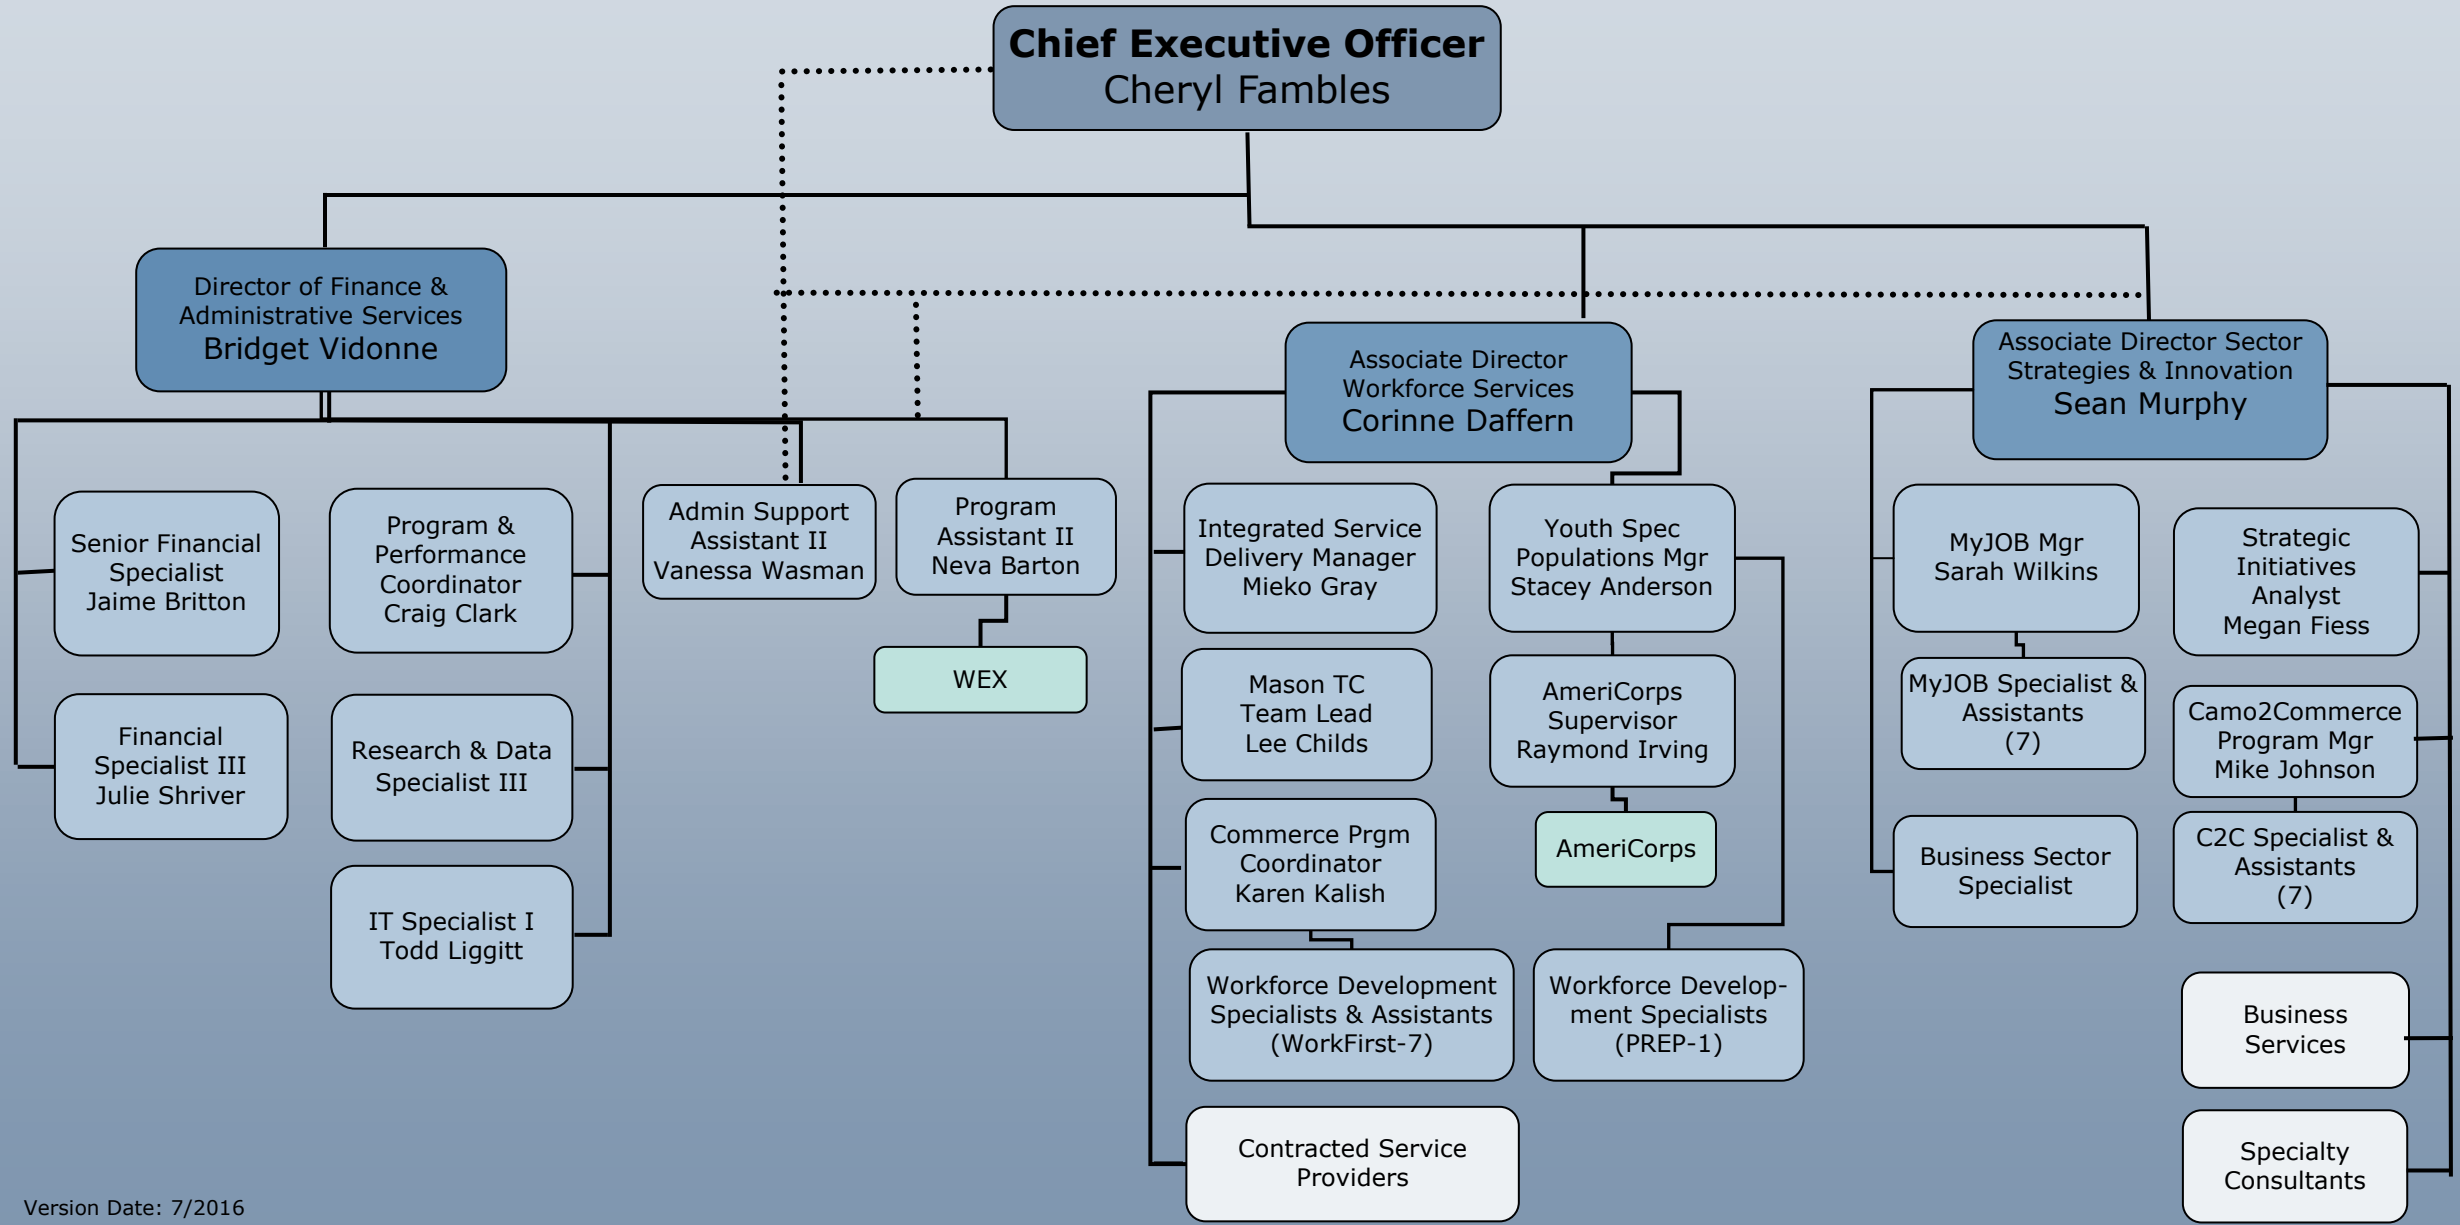 Chief Executive Officer
Cheryl Fambles
Director of Finance &
Administrative Services
Bridget Vidonne
Associate Director
Workforce Services
Corinne Daffern
Associate Director Sector
Strategies & Innovation
Sean Murphy
Senior Financial
Specialist
Jaime Britton
Financial
Specialist III
Julie Shriver
Program &
Performance
Coordinator
Craig Clark
Research & Data
Specialist III
IT Specialist I
Todd Liggitt
Admin Support
Assistant II
Vanessa Wasman
Program
Assistant II
Neva Barton
WEX
Integrated Service
Delivery Manager
Mieko Gray
Mason TC
Team Lead
Lee Childs
Commerce Prgm
Coordinator
Karen Kalish
Workforce Development
Specialists & Assistants
(WorkFirst-7)
Contracted Service
Providers
Youth Spec
Populations Mgr
Stacey Anderson
AmeriCorps
Supervisor
Raymond Irving
AmeriCorps
Workforce Develop-
ment Specialists
(PREP-1)
MyJOB Mgr
Sarah Wilkins
MyJOB Specialist &
Assistants
(7)
Business Sector
Specialist
Strategic
Initiatives
Analyst
Megan Fiess
Camo2Commerce
Program Mgr
Mike Johnson
C2C Specialist &
Assistants
(7)
Business
Services
Specialty
Consultants
Version Date: 7/2016